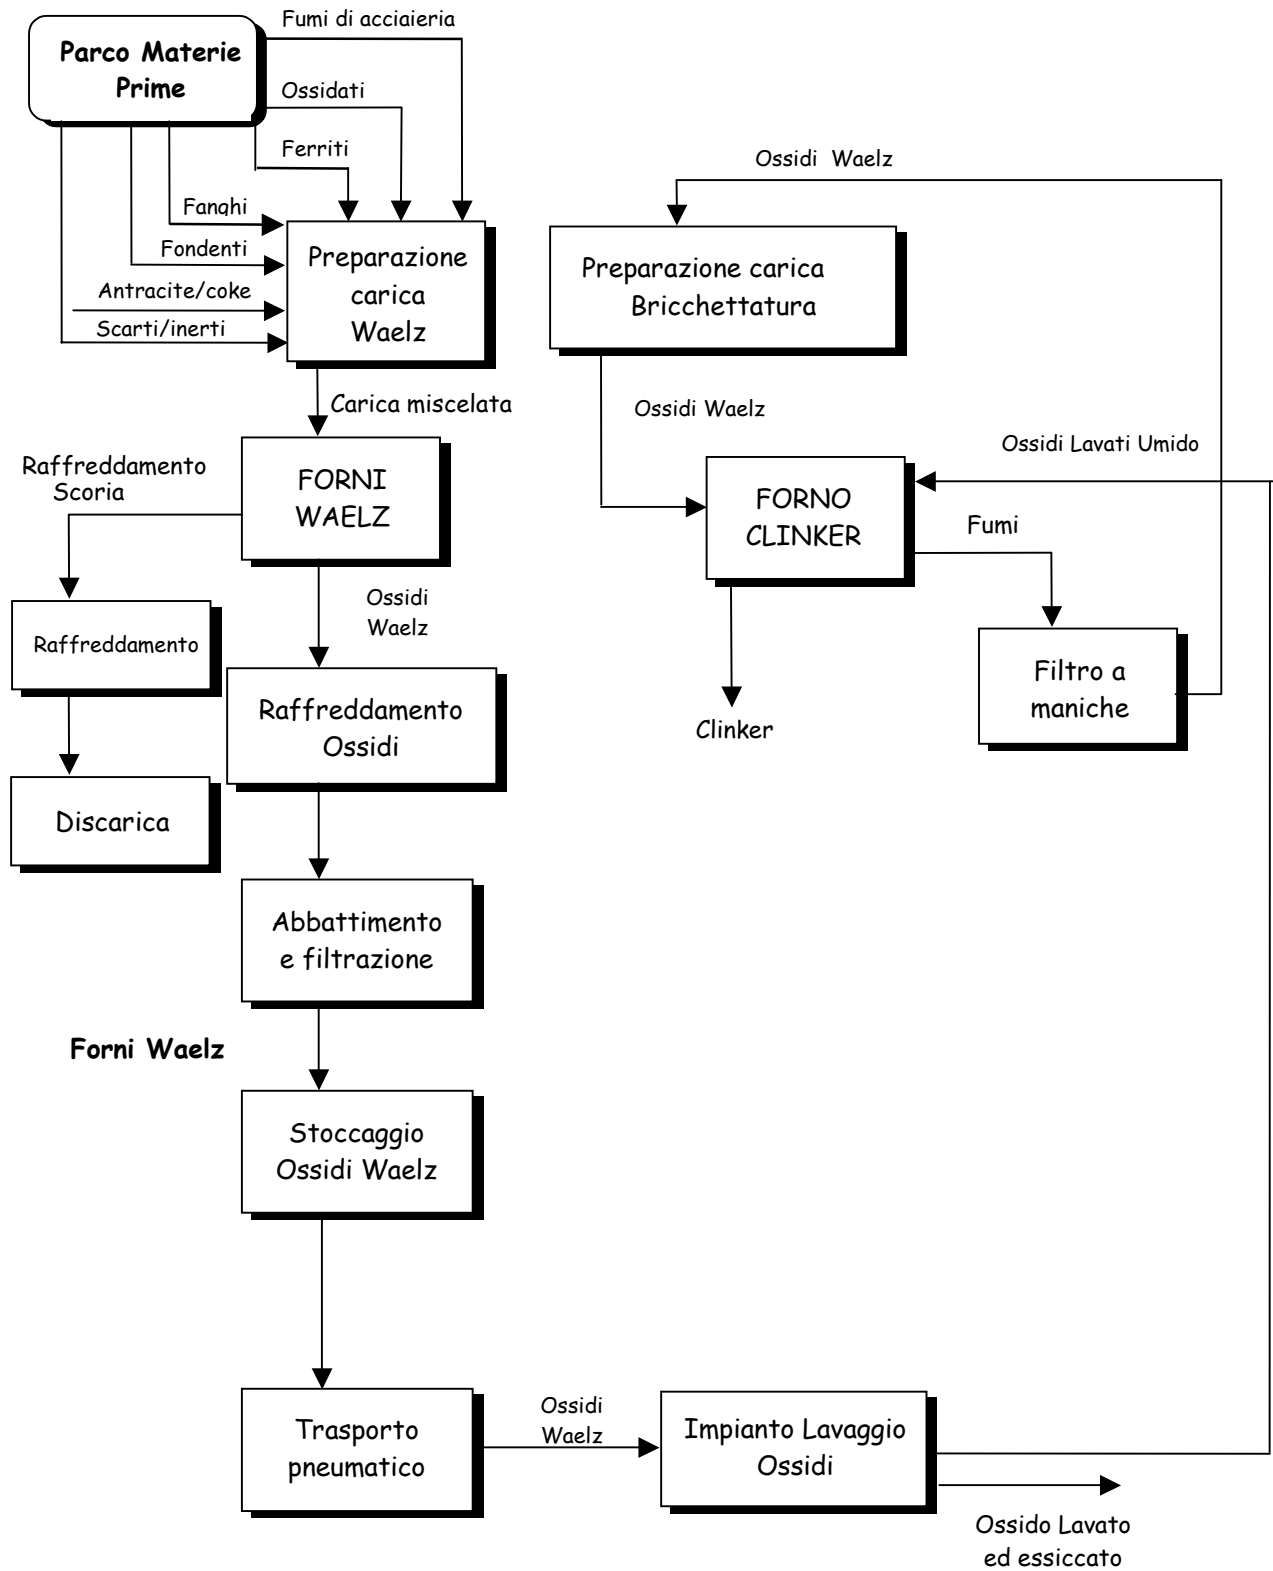 Fumi di acciaieria
Parco Materie
Prime
Ossidati
Ferriti
Fanghi
Fondenti
Antracite/coke
Scarti/inerti
Preparazione
carica
Waelz
Carica miscelata
Raffreddamento
Scoria
FORNI
WAELZ
Ossidi
Waelz
Raffreddamento
Raffreddamento
Ossidi
Discarica
Abbattimento
e filtrazione
Forni Waelz
Stoccaggio
Ossidi Waelz
Trasporto
pneumatico
Ossidi
Waelz
Impianto Lavaggio
Ossidi
Ossido Lavato
ed essiccato
Ossidi Waelz
Preparazione carica
Bricchettatura
Ossidi Waelz
Ossidi Lavati Umido
FORNO
CLINKER
Fumi
Filtro a
maniche
Clinker